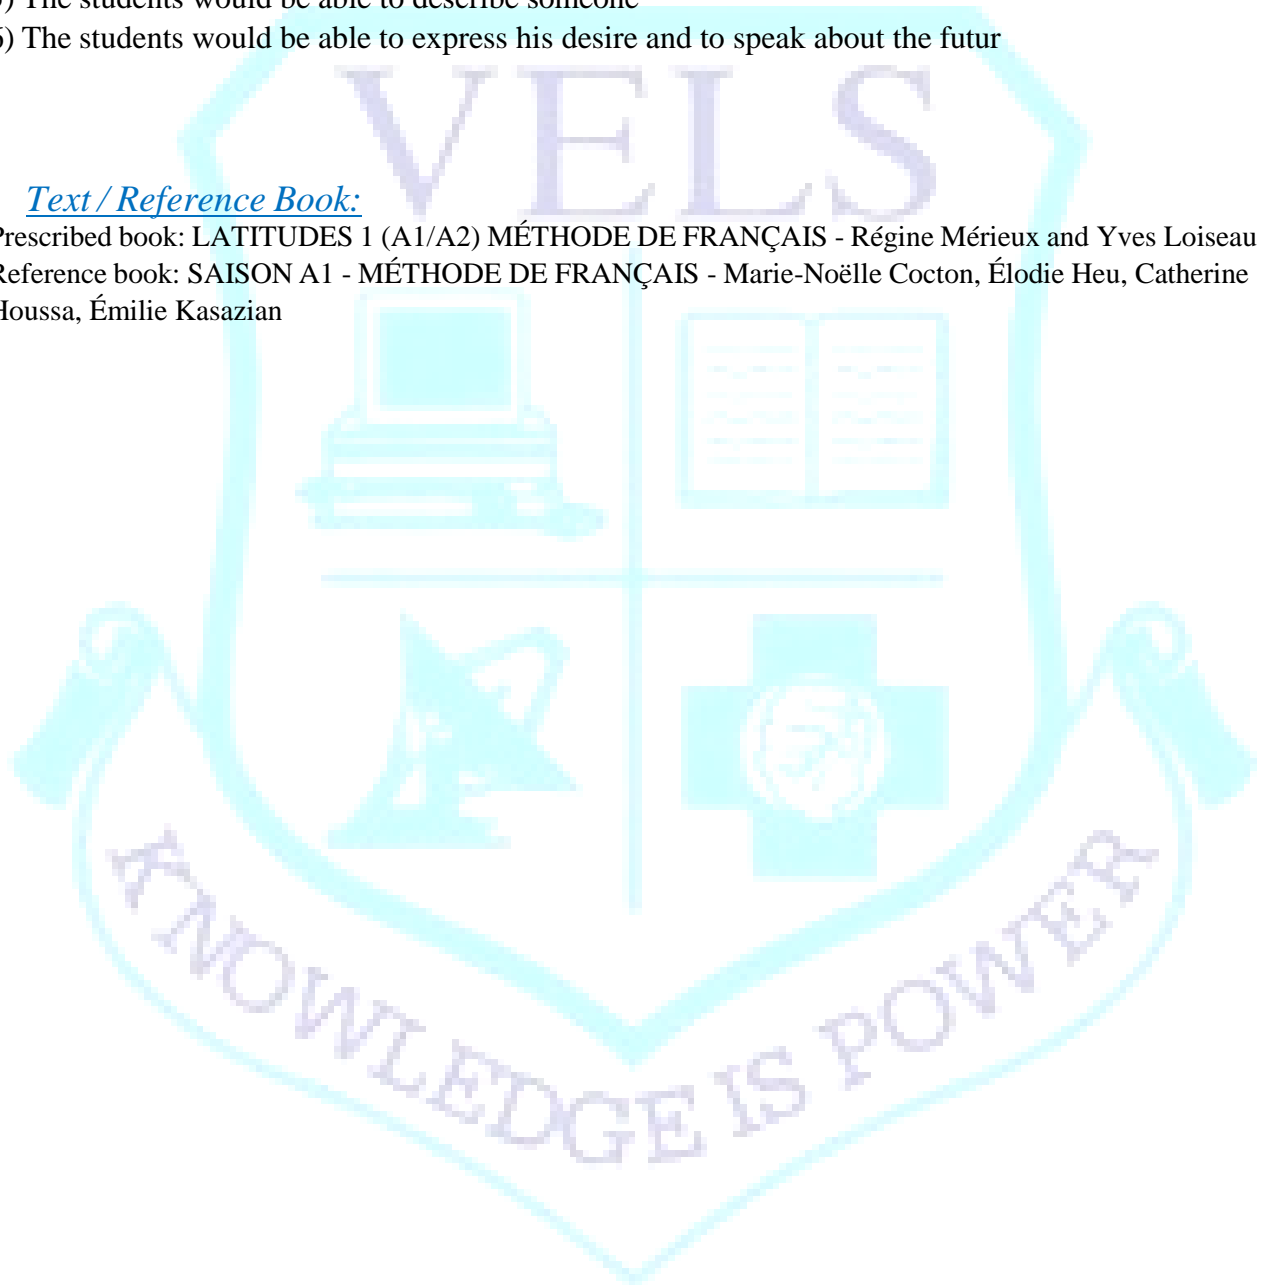 ) The students would be able to describe someone
) The students would be able to express his desire and to speak about the futur
VELS
Text / Reference Book:
Prescribed book: LATITUDES 1 (A1/A2) MÉTHODE DE FRANÇAIS - Régine Mérieux and Yves Loiseau
Reference book: SAISON A1 - MÉTHODE DE FRANÇAIS - Marie-Noëlle Cocton, Élodie Heu, Catherine
Houssa, Émilie Kasazian
KNOWLEDGE IS POWER